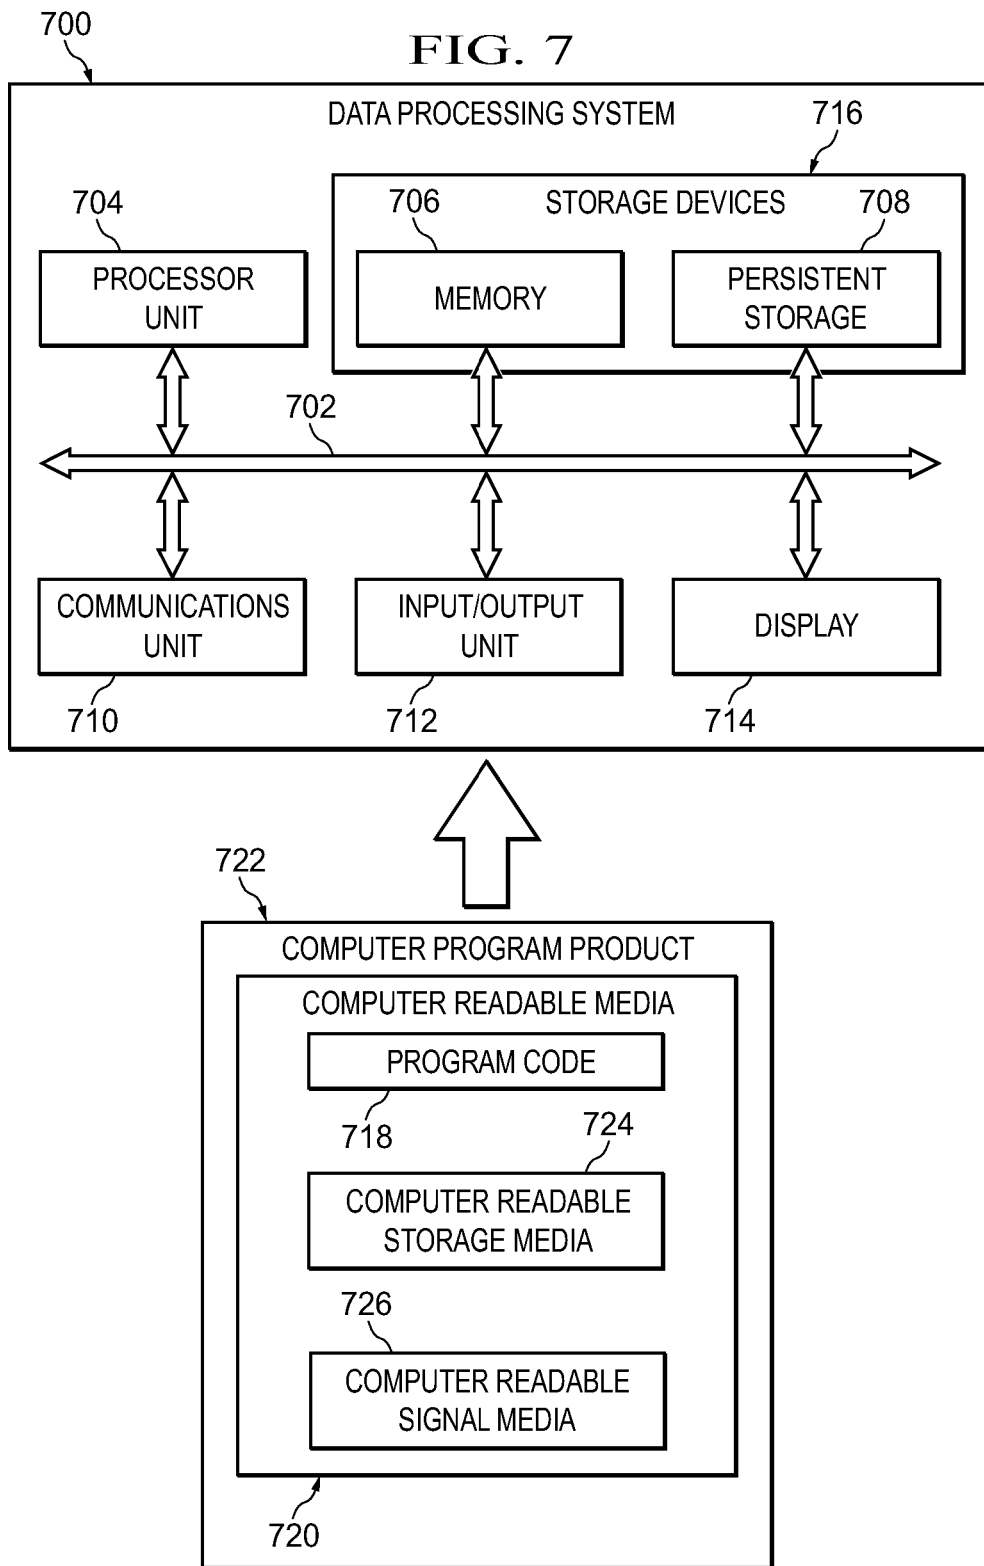 700
FIG. 7
DATA PROCESSING SYSTEM
716
STORAGE DEVICES
704
PROCESSOR
UNIT
706
MEMORY
708
PERSISTENT
STORAGE
702
COMMUNICATIONS
UNIT
710
INPUT/OUTPUT
UNIT
712
DISPLAY
714
722
COMPUTER PROGRAM PRODUCT
COMPUTER READABLE MEDIA
PROGRAM CODE
718
724
COMPUTER READABLE
STORAGE MEDIA
726
COMPUTER READABLE
SIGNAL MEDIA
720